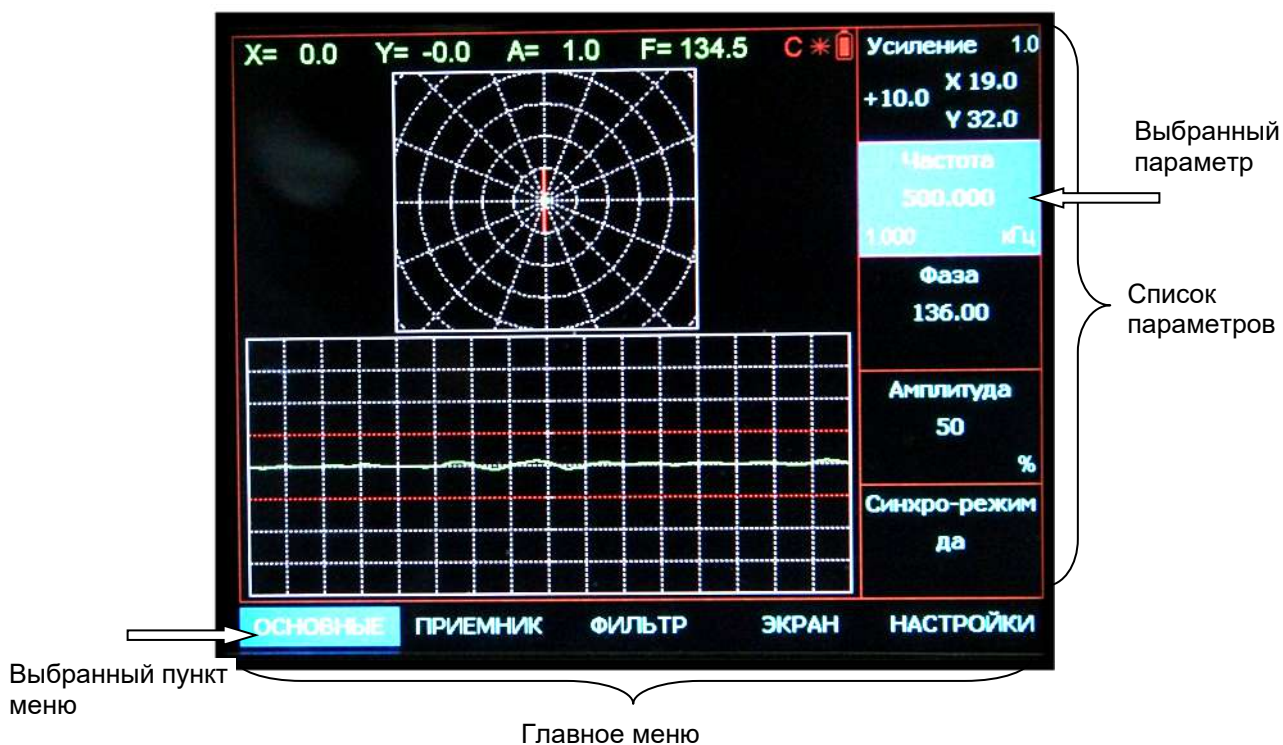 X= 0.0 Y= -0.0 A= 1.0 F= 134.5 C
Усиление 1.0
+10.0 X 19.0
Y 32.0
Частота
500.000
1.000 кГц
Фаза
136.00
Амплитуда
50
%
Синхро-режим
да
ОСНОВНЫЕ ПРИЕМНИК ФИЛЬТР ЭКРАН НАСТРОЙКИ
Выбранный
параметр
Список
параметров
Выбранный пункт
меню
Главное меню